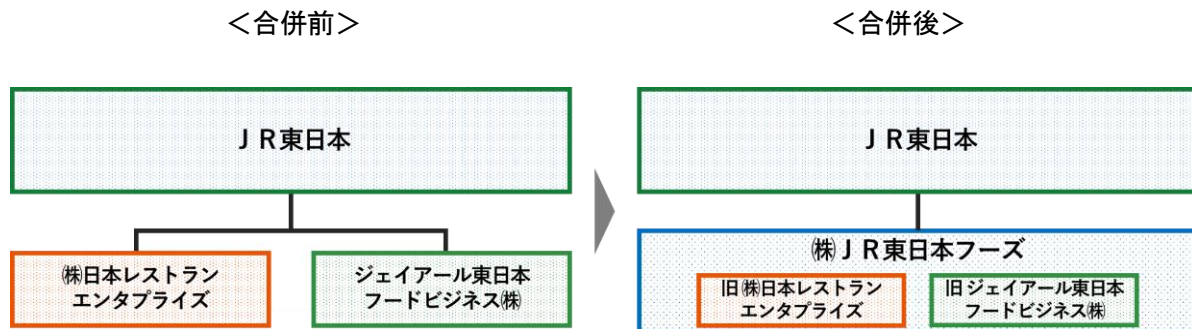 ＜合併前＞
ＪＲ東日本
㈱日本レストラン
エンタプライズ
ジェイアール東日本
フードビジネス㈱
＜合併後＞
ＪＲ東日本
㈱ＪＲ東日本フーズ
旧㈱日本レストラン
エンタプライズ
旧ジェイアール東日本
フードビジネス㈱